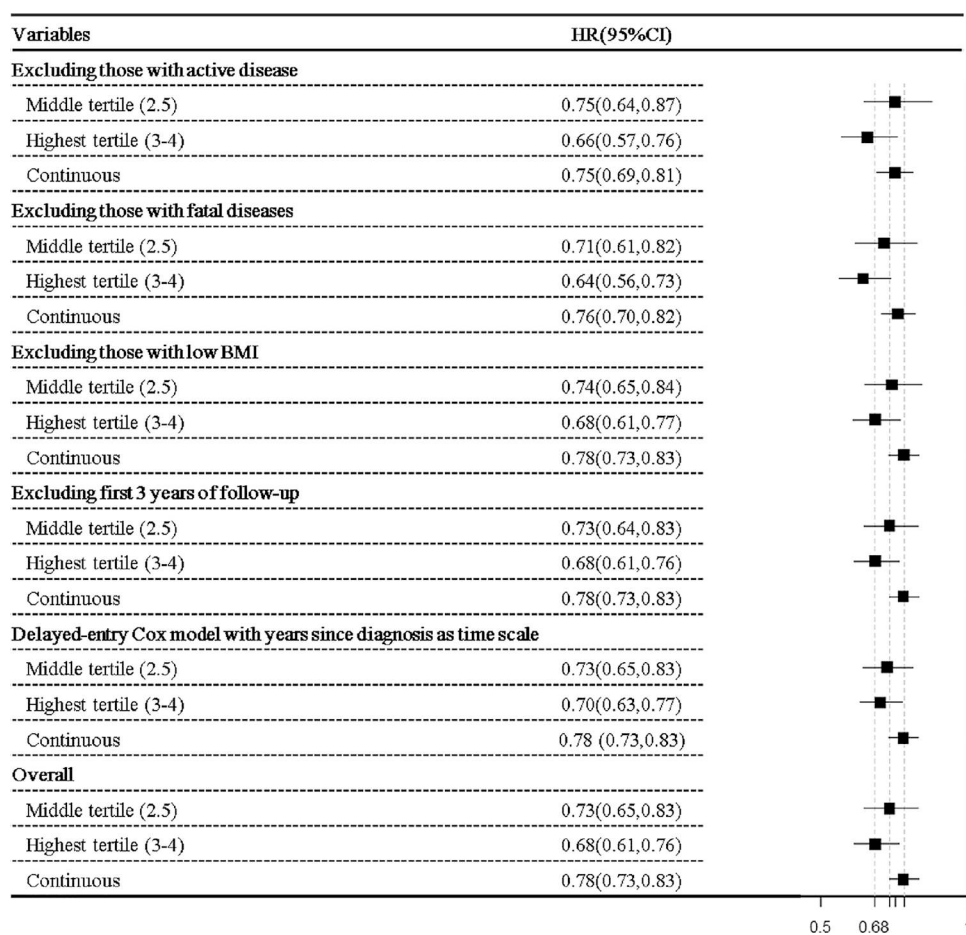 Variables HR(95%CI)
Excluding those with active disease
Middle tertile (2.5) 0.75(0.64,0.87)
Highest tertile (3-4) 0.66(0.57,0.76)
Continuous 0.75(0.69,0.81)
Excluding those with fatal diseases
Middle tertile (2.5) 0.71(0.61,0.82)
Highest tertile (3-4) 0.64(0.56,0.73)
Continuous 0.76(0.70,0.82)
Excluding those with low BMI
Middle tertile (2.5) 0.74(0.65,0.84)
Highest tertile (3-4) 0.68(0.61,0.77)
Continuous 0.78(0.73,0.83)
Excluding first 3 years of follow-up
Middle tertile (2.5) 0.73(0.64,0.83)
Highest tertile (3-4) 0.68(0.61,0.76)
Continuous 0.78(0.73,0.83)
Delayed-entry Cox model with years since diagnosis as time scale
Middle tertile (2.5) 0.73(0.65,0.83)
Highest tertile (3-4) 0.70(0.63,0.77)
Continuous 0.78 (0.73,0.83)
Overall
Middle tertile (2.5) 0.73(0.65,0.83)
Highest tertile (3-4) 0.68(0.61,0.76)
Continuous 0.78(0.73,0.83)
0.5 0.68